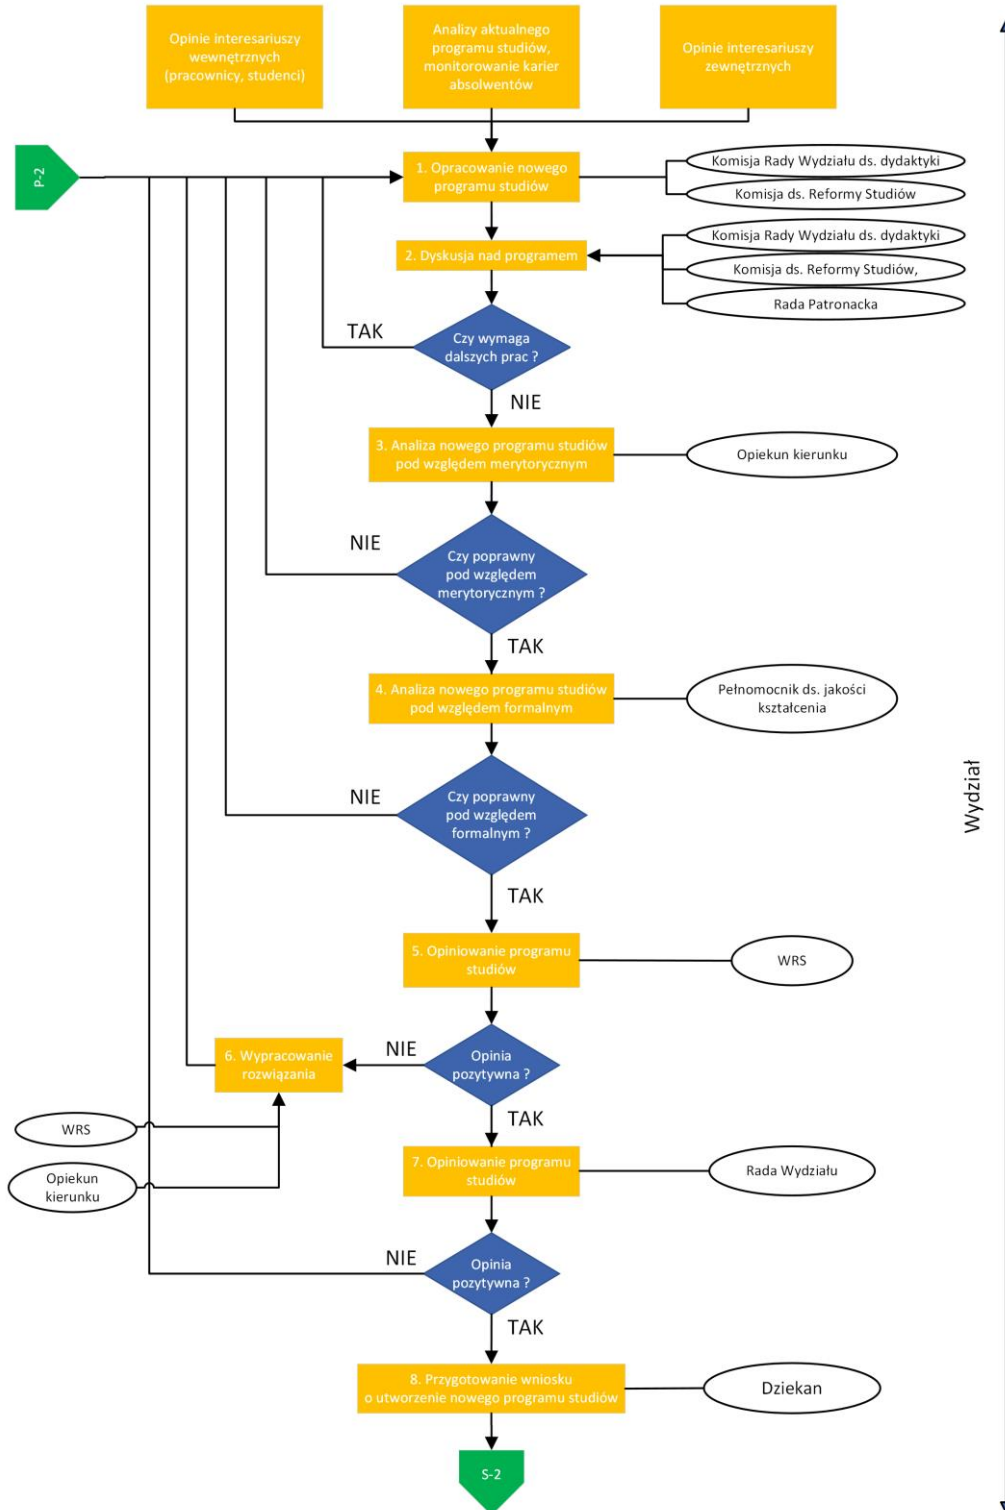 Opinie interesariuszy
wewnętrznych
(pracownicy, studenci)
Analizy aktualnego
programu studiów,
monitorowanie karier
absolwentów
Opinie interesariuszy
zewnętrznych
P-2
1. Opracowanie nowego
programu studiów
Komisja Rady Wydziału ds. dydaktyki
Komisja ds. Reformy Studiów
2. Dyskusja nad programem
Komisja Rady Wydziału ds. dydaktyki
Komisja ds. Reformy Studiów,
Rada Patronacka
TAK
Czy wymaga
dalszych prac ?
NIE
3. Analiza nowego programu studiów
pod względem merytorycznym
Opiekun kierunku
NIE
Czy poprawny
pod względem
merytorycznym ?
TAK
4. Analiza nowego programu studiów
pod względem formalnym
Pełnomocnik ds. jakości
kształcenia
Wydział
NIE
Czy poprawny
pod względem
formalnym ?
TAK
5. Opiniowanie programu
studiów
WRS
6. Wypracowanie
rozwiązania
NIE
Opinia
pozytywna ?
TAK
WRS
Opiekun
kierunku
7. Opiniowanie programu
studiów
Rada Wydziału
NIE
Opinia
pozytywna ?
TAK
8. Przygotowanie wniosku
o utworzenie nowego programu studiów
Dziekan
S-2